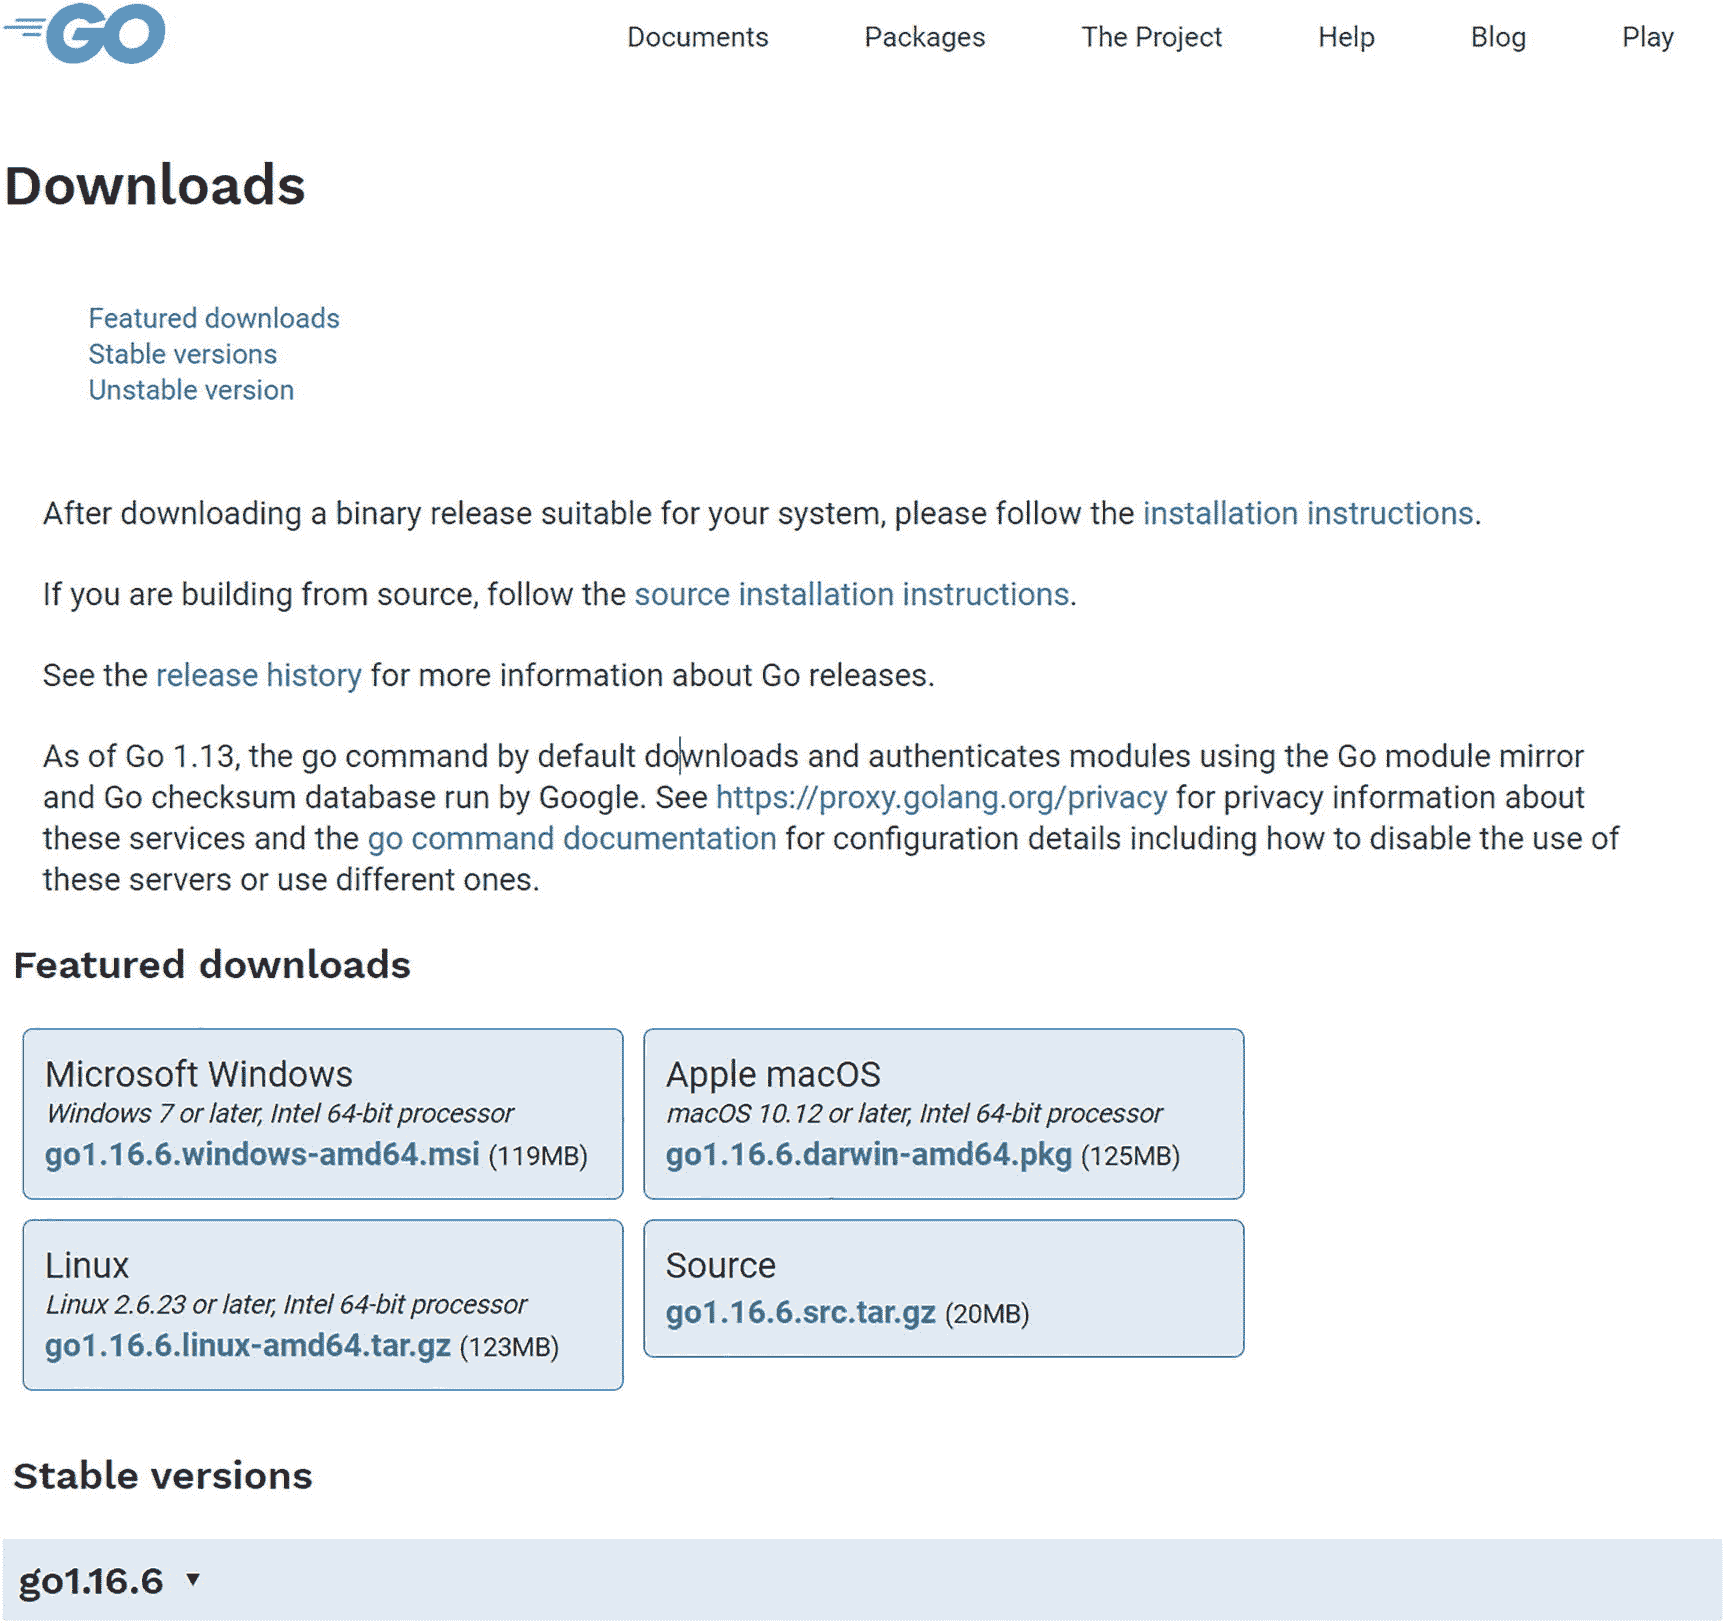 GO
Documents Packages The Project Help Blog Play
Downloads
Featured downloads
Stable versions
Unstable version
After downloading a binary release suitable for your system, please follow the installation instructions.
If you are building from source, follow the source installation instructions.
See the release history for more information about Go releases.
As of Go 1.13, the go command by default downloads and authenticates modules using the Go module mirror
and Go checksum database run by Google. See https://proxy.golang.org/privacy for privacy information about
these services and the go command documentation for configuration details including how to disable the use of
these servers or use different ones.
Featured downloads
Microsoft Windows
Windows 7 or later, Intel 64-bit processor
go1.16.6.windows-amd64.msi (119MB)
Apple macOS
macOS 10.12 or later, Intel 64-bit processor
go1.16.6.darwin-amd64.pkg (125MB)
Linux
Linux 2.6.23 or later, Intel 64-bit processor
go1.16.6.linux-amd64.tar.gz (123MB)
Source
go1.16.6.src.tar.gz (20MB)
Stable versions
go1.16.6 ▾